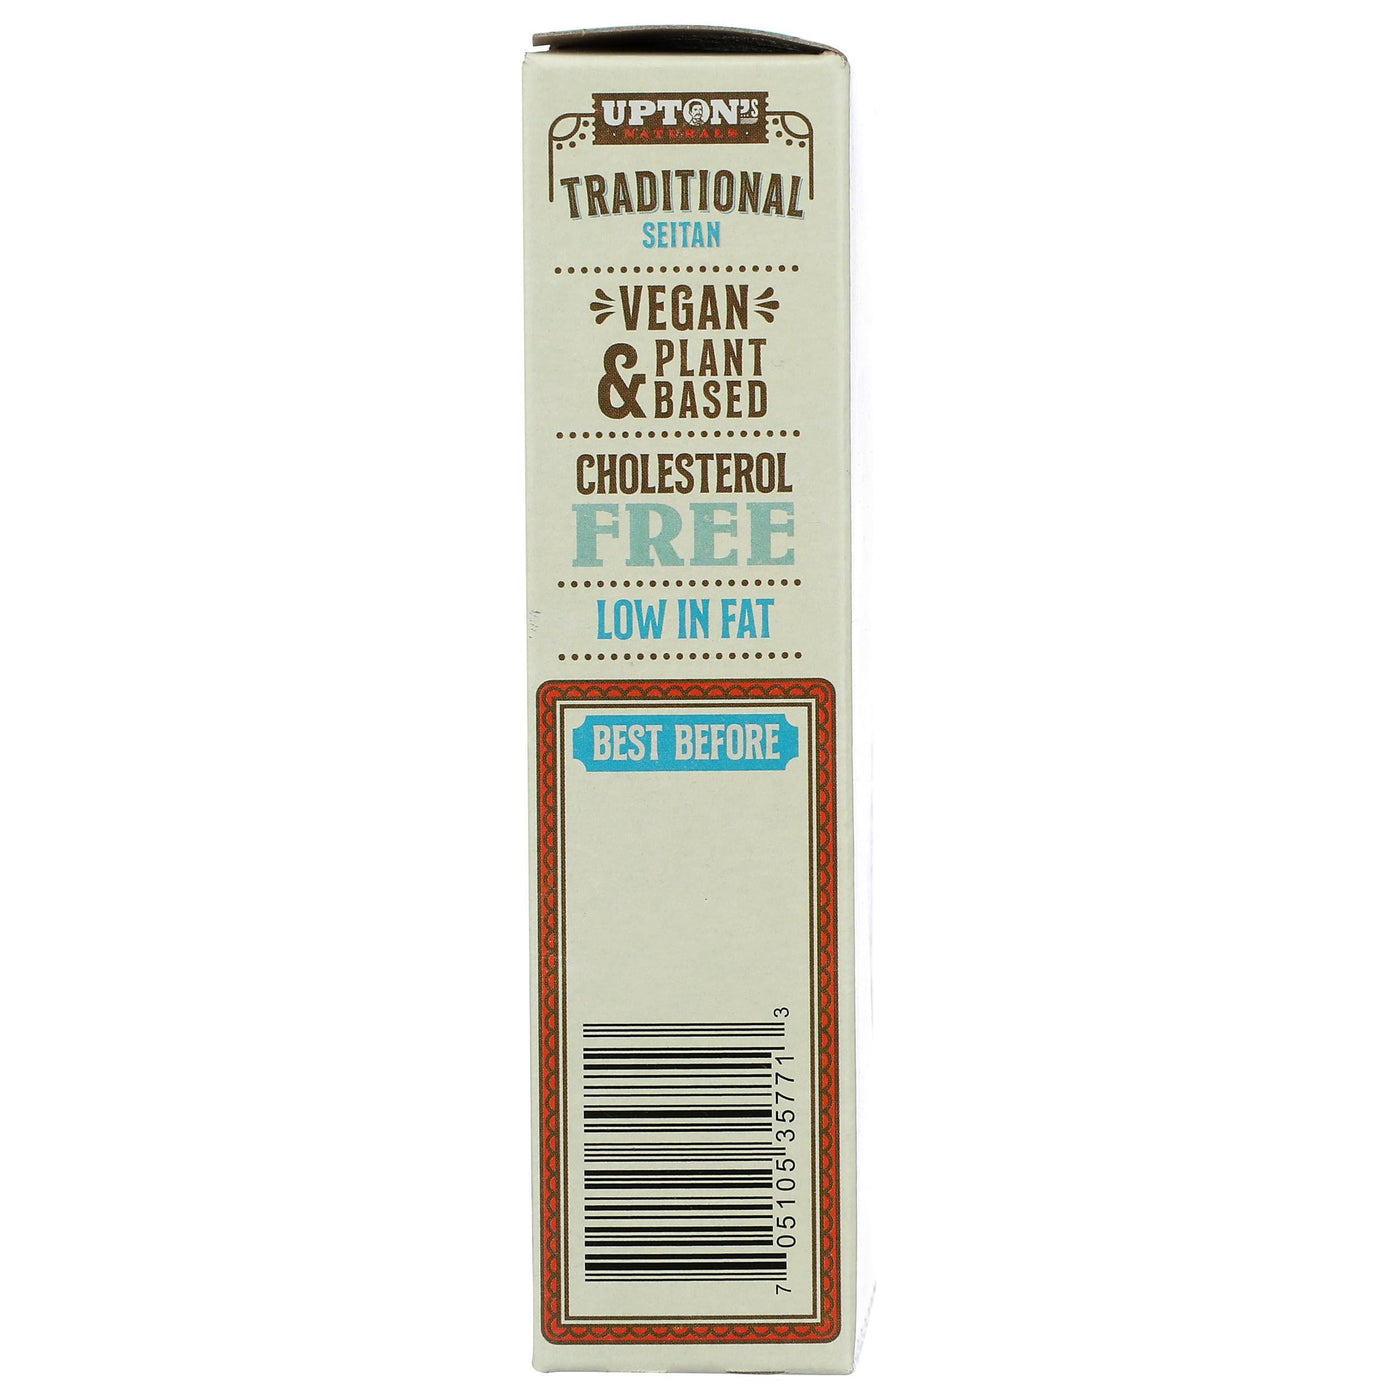 UPTON'S
NATURALS
TRADITIONAL
SEITAN
VEGAN
& PLANT
BASED
CHOLESTEROL
FREE
LOW IN FAT
BEST BEFORE
7 05105 35771 3